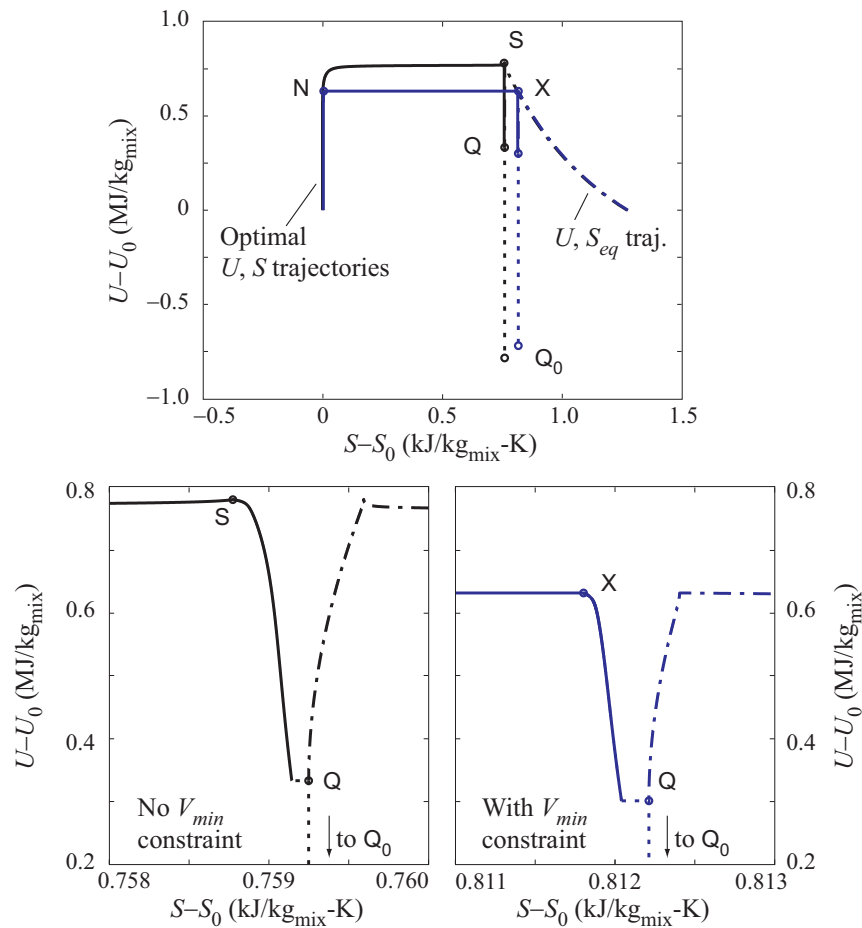 1.0
0.5
0
−0.5
−1.0
U–U0 (MJ/kgmix)
S
N
X
Q
Optimal
U, S trajectories
U, Seq traj.
Q0
−0.5
0
0.5
1.0
1.5
S–S0 (kJ/kgmix-K)
0.8
0.6
0.4
0.2
U–U0 (MJ/kgmix)
S
Q
No Vmin
constraint
to Q0
0.758
0.759
0.760
S–S0 (kJ/kgmix-K)
X
Q
With Vmin
constraint
to Q0
0.8
0.6
0.4
0.2
U–U0 (MJ/kgmix)
0.811
0.812
0.813
S–S0 (kJ/kgmix-K)